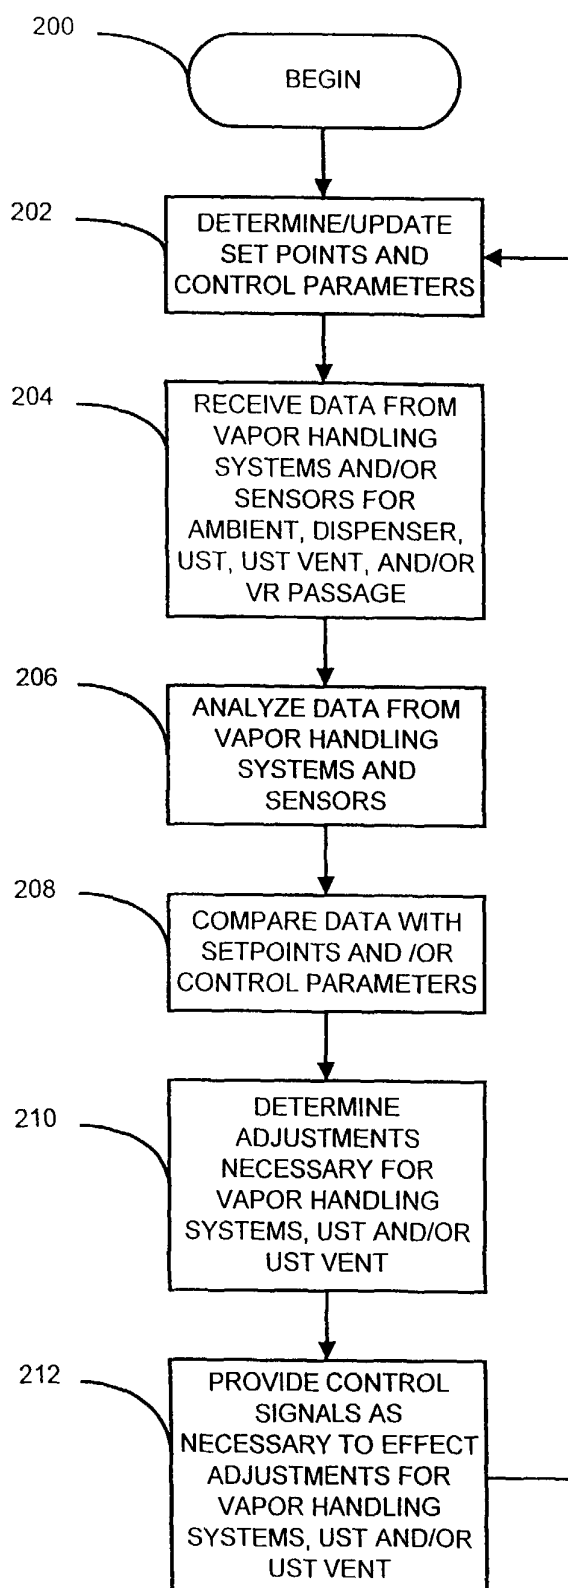 200
BEGIN
202
DETERMINE/UPDATE
SET POINTS AND
CONTROL PARAMETERS
204
RECEIVE DATA FROM
VAPOR HANDLING
SYSTEMS AND/OR
SENSORS FOR
AMBIENT, DISPENSER,
UST, UST VENT, AND/OR
VR PASSAGE
206
ANALYZE DATA FROM
VAPOR HANDLING
SYSTEMS AND
SENSORS
208
COMPARE DATA WITH
SETPOINTS AND /OR
CONTROL PARAMETERS
210
DETERMINE
ADJUSTMENTS
NECESSARY FOR
VAPOR HANDLING
SYSTEMS, UST AND/OR
UST VENT
212
PROVIDE CONTROL
SIGNALS AS
NECESSARY TO EFFECT
ADJUSTMENTS FOR
VAPOR HANDLING
SYSTEMS, UST AND/OR
UST VENT